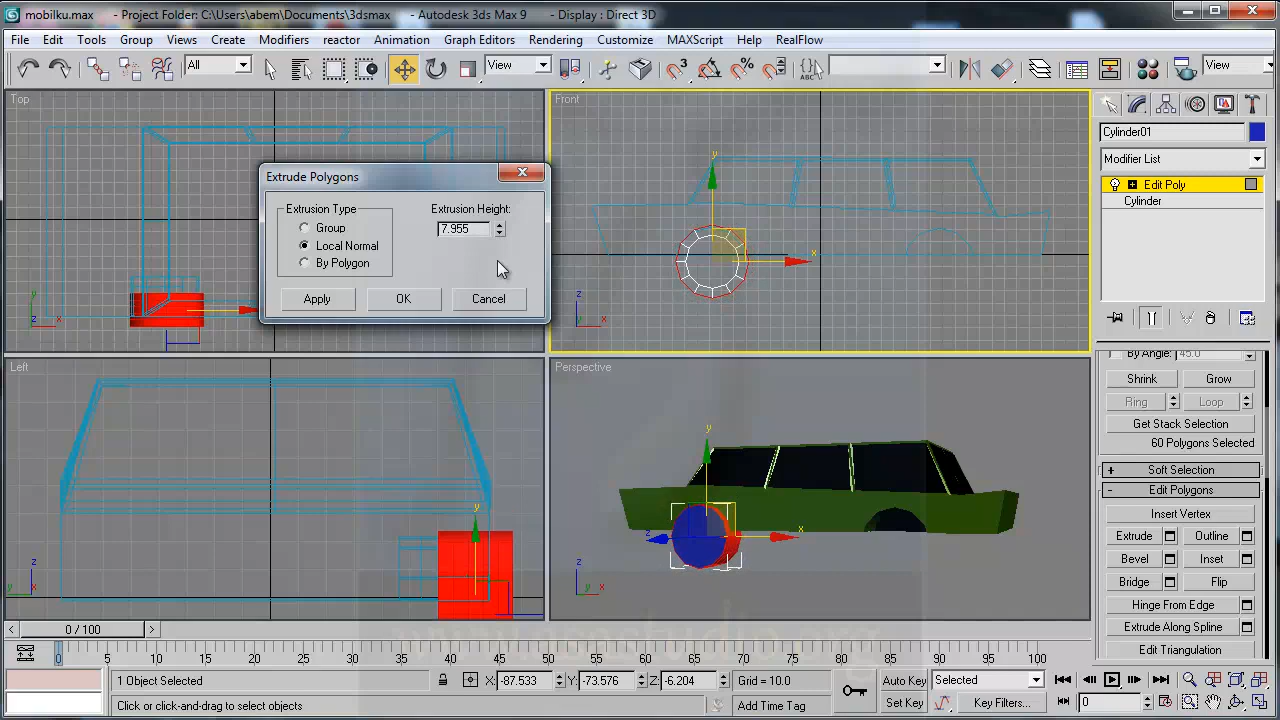 mobilku.max - Project Folder: C:\Users\abem\Documents\3dsmax - Autodesk 3ds Max 9 - Display : Direct 3D
File Edit Tools Group Views Create Modifiers reactor Animation Graph Editors Rendering Customize MAXScript Help RealFlow
All View View
Top
Front
Cylinder01
Modifier List
Edit Poly
Cylinder
Extrude Polygons
Extrusion Type
Extrusion Height:
Group
7.955
Local Normal
By Polygon
Apply OK Cancel
y
x
z
x
y
z
x
z
x
Left
Perspective
By Angle: 45.0
Shrink Grow
Ring Loop
Get Stack Selection
60 Polygons Selected
+ Soft Selection
- Edit Polygons
Insert Vertex
Extrude Outline
Bevel Inset
Bridge Flip
Hinge From Edge
Extrude Along Spline
Edit Triangulation
y
z
y
x
y
z
x
z
y x
0 / 100
0 5 10 15 20 25 30 35 40 45 50 55 60 65 70 75 80 85 90 95 100
1 Object Selected X: -87.533 Y: -73.576 Z: -6.204 Grid = 10.0 Auto Key Selected
Click or click-and-drag to select objects Add Time Tag Set Key Key Filters... 0